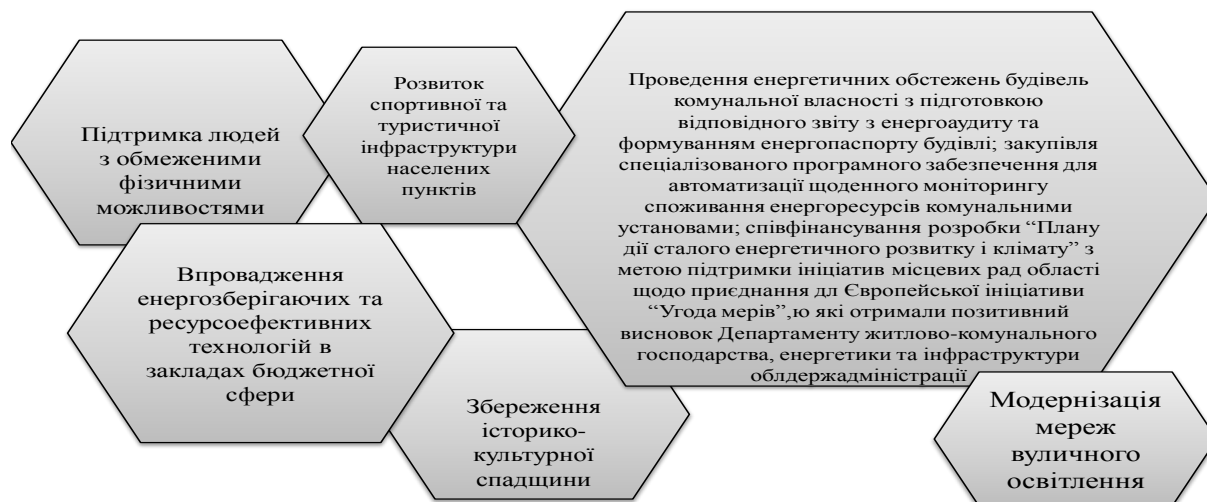 Підтримка людей
з обмеженими
фізичними
можливостями
Розвиток
спортивної та
туристичної
інфраструктури
населених
пунктів
Проведення енергетичних обстежень будівель
комунальної власності з підготовкою
відповідного звіту з енергоаудиту та
формуванням енергопаспорту будівлі; закупівля
спеціалізованого програмного забезпечення для
автоматизації щоденного моніторингу
споживання енергоресурсів комунальними
установами; співфінансування розробки “Плану
дії сталого енергетичного розвитку і клімату” з
метою підтримки ініціатив місцевих рад області
щодо приєднання дл Європейської ініціативи
“Угода мерів”,ю які отримали позитивний
висновок Департаменту житлово-комунального
господарства, енергетики та інфраструктури
облдержадміністрації
Впровадження
енергозберігаючих та
ресурсоефективних
технологій в
закладах бюджетної
сфери
Збереження
історико-
культурної
спадщини
Модернізація
мереж
вуличного
освітлення